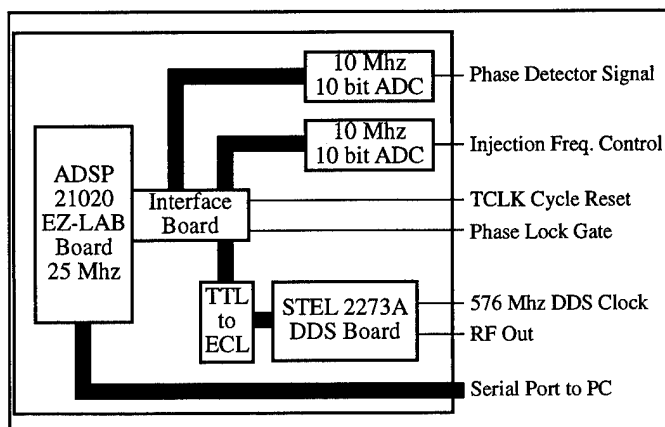 10 Mhz
10 bit ADC
Phase Detector Signal
10 Mhz
10 bit ADC
Injection Freq. Control
ADSP
21020
EZ-LAB
Board
25 Mhz
Interface
Board
TCLK Cycle Reset
Phase Lock Gate
TTL
to
ECL
STEL 2273A
DDS Board
576 Mhz DDS Clock
RF Out
Serial Port to PC